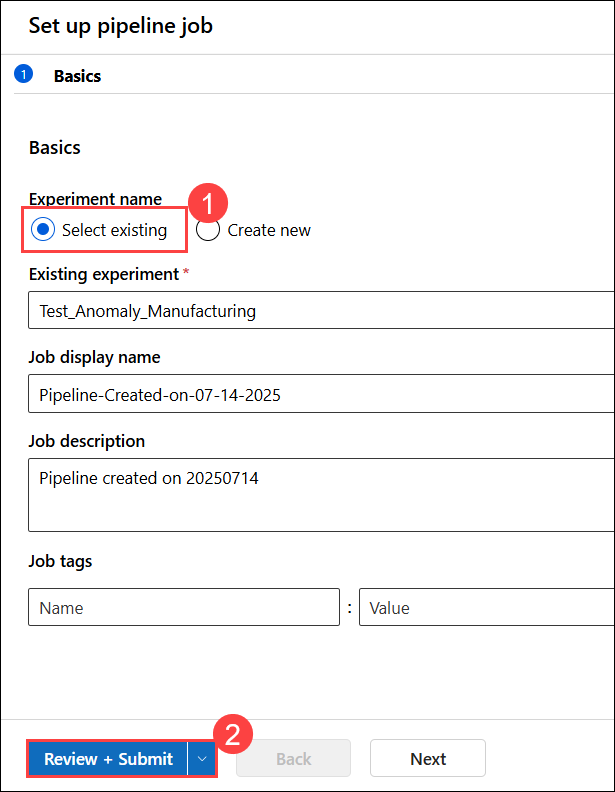 Set up pipeline job
1 Basics
Basics
Experiment name
1
Select existing Create new
Existing experiment *
Test_Anomaly_Manufacturing
Job display name
Pipeline-Created-on-07-14-2025
Job description
Pipeline created on 20250714
Job tags
Name : Value
2
Review + Submit Back Next